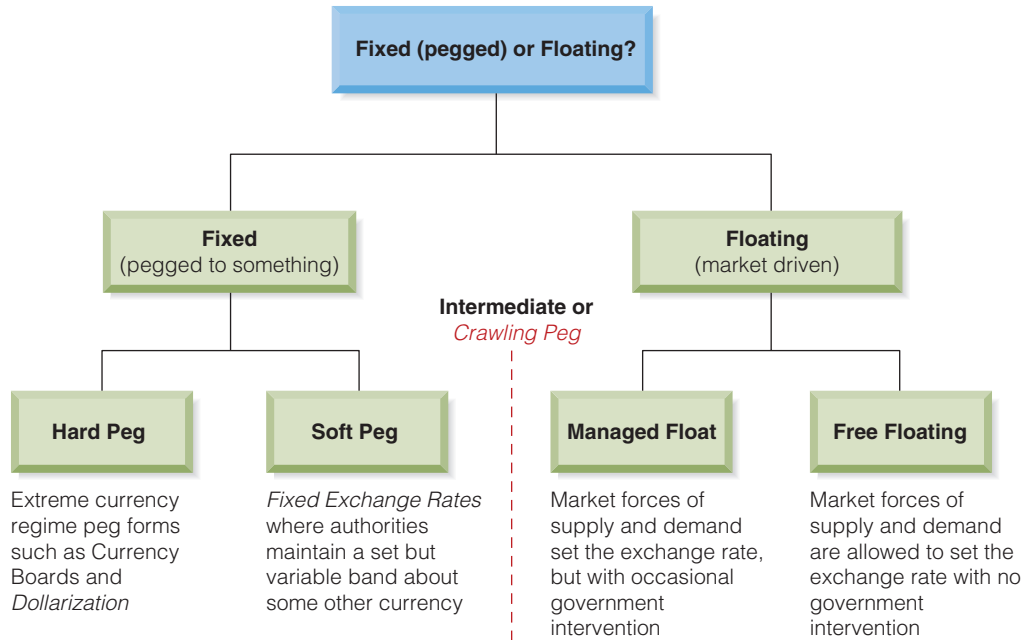 Fixed (pegged) or Floating?
Fixed
(pegged to something)
Floating
(market driven)
Intermediate or
Crawling Peg
Hard Peg
Extreme currency
regime peg forms
such as Currency
Boards and
Dollarization
Soft Peg
Fixed Exchange Rates
where authorities
maintain a set but
variable band about
some other currency
Managed Float
Market forces of
supply and demand
set the exchange rate,
but with occasional
government
intervention
Free Floating
Market forces of
supply and demand
are allowed to set the
exchange rate with no
government
intervention